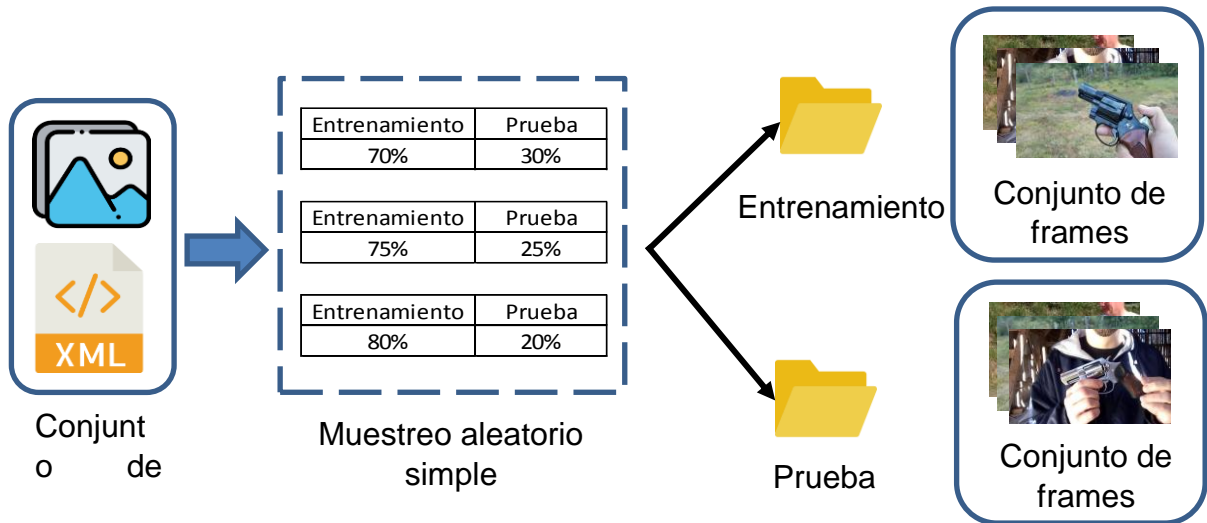 XML
Conjunt
o de
Entrenamiento Prueba
70% 30%
Entrenamiento Prueba
75% 25%
Entrenamiento Prueba
80% 20%
Muestreo aleatorio
simple
Entrenamiento
Prueba
Conjunto de
frames
Conjunto de
frames